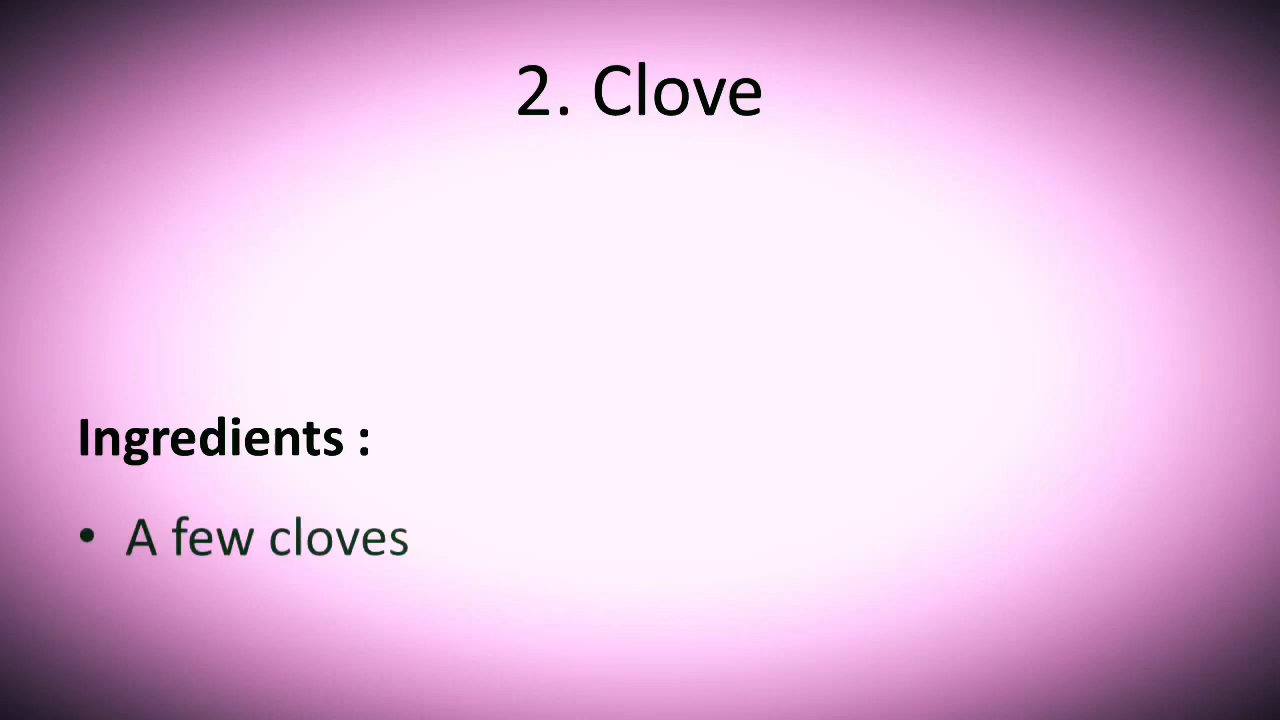 2. Clove
Ingredients :
• A few cloves